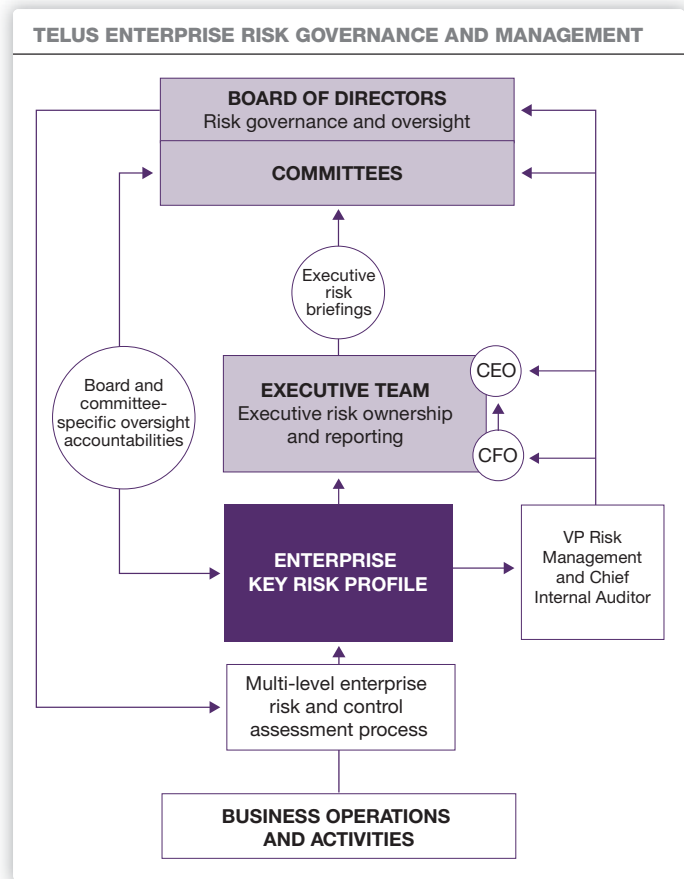 TELUS ENTERPRISE RISK GOVERNANCE AND MANAGEMENT
BOARD OF DIRECTORS
Risk governance and oversight
COMMITTEES
Executive
risk
briefings
Board and
committee-
specific oversight
accountabilities
EXECUTIVE TEAM
Executive risk ownership
and reporting
CEO
CFO
ENTERPRISE
KEY RISK PROFILE
VP Risk
Management
and Chief
Internal Auditor
Multi-level enterprise
risk and control
assessment process
BUSINESS OPERATIONS
AND ACTIVITIES